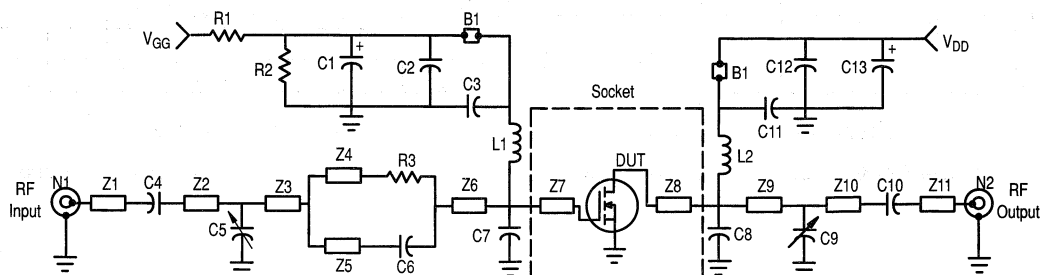 R1
B1
VGG
VDD
R2
C1
+
C2
C3
B1
C12
+
C13
C11
Socket
L1
L2
DUT
RF
Input
N1
Z1
C4
Z2
Z3
Z4
R3
Z5
C6
C5
Z6
C7
Z7
Z8
C8
Z9
C9
Z10
C10
Z11
N2
RF
Output